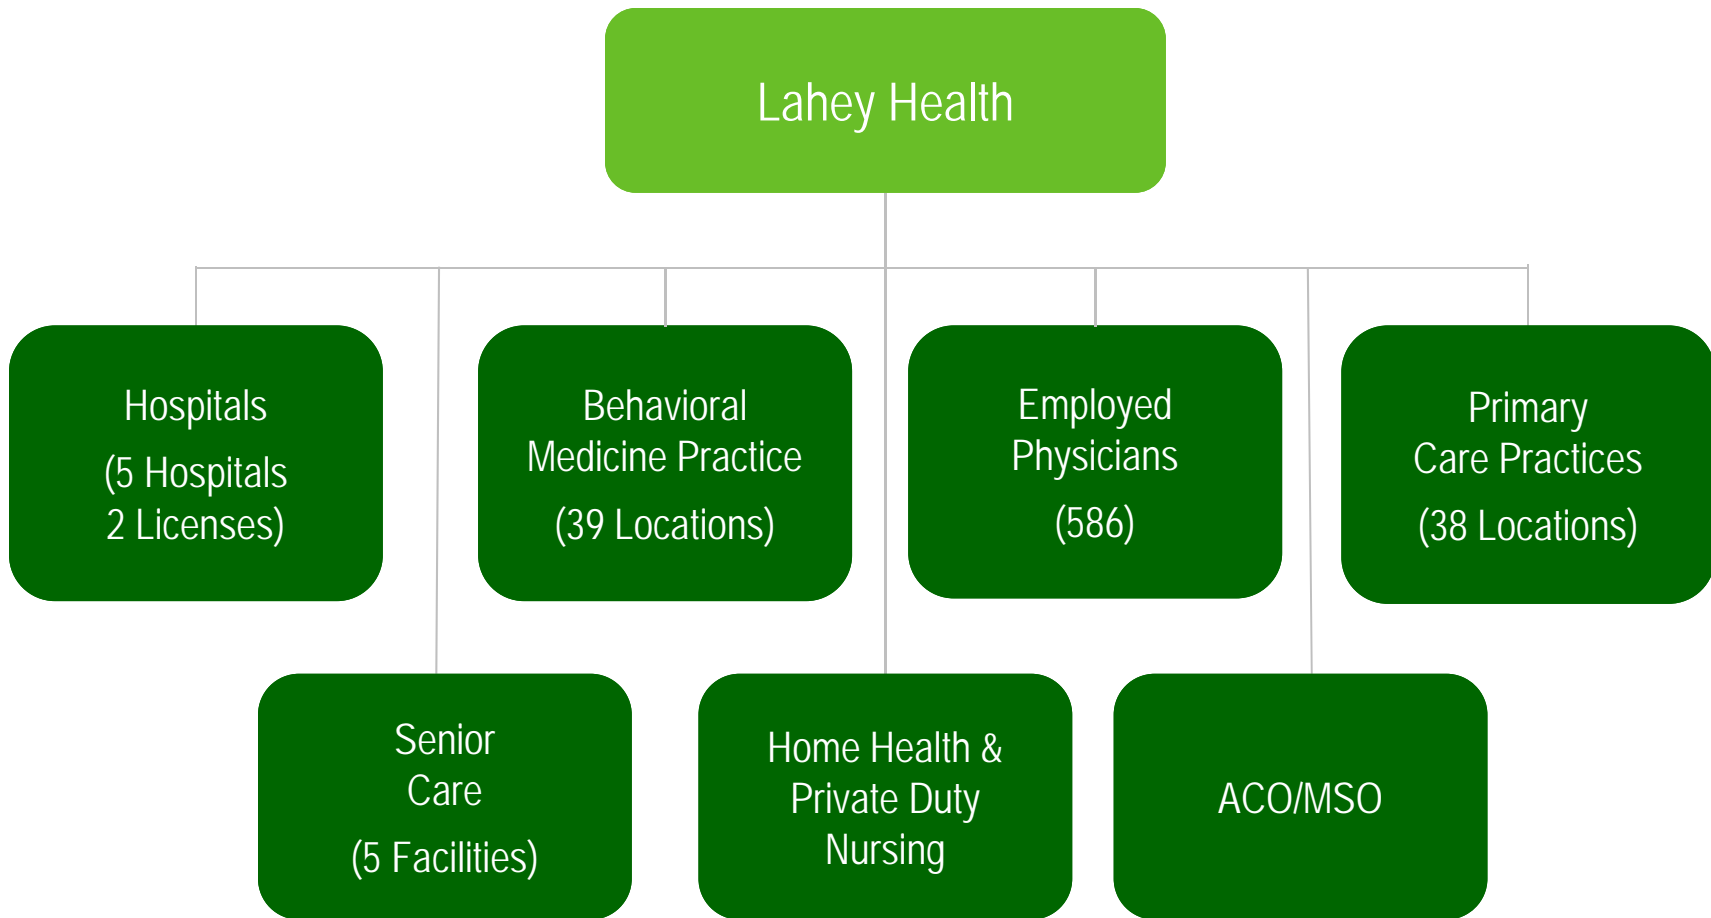 Lahey Health
Hospitals
(5 Hospitals
2 Licenses)
Behavioral
Medicine Practice
(39 Locations)
Employed
Physicians
(586)
Primary
Care Practices
(38 Locations)
Senior
Care
(5 Facilities)
Home Health &
Private Duty
Nursing
ACO/MSO